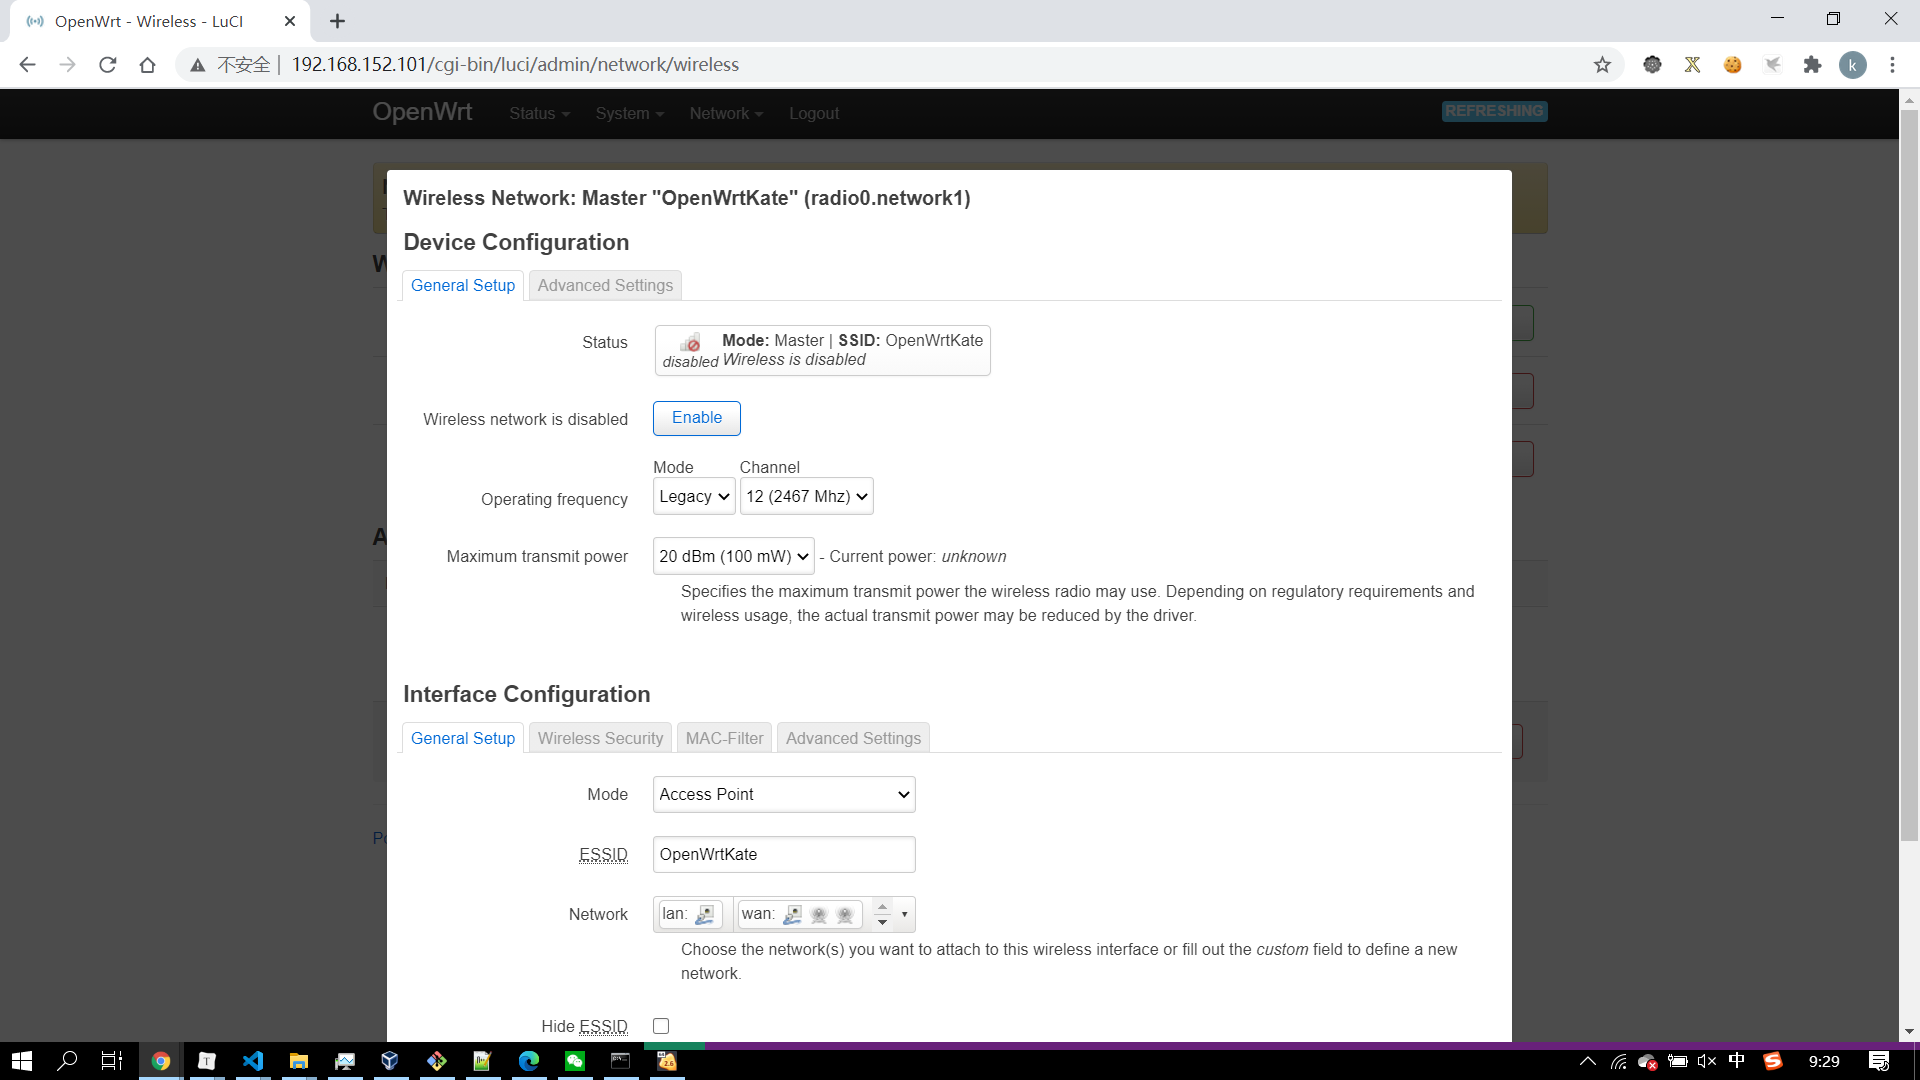 OpenWrt - Wireless - LuCI
不安全 | 192.168.152.101/cgi-bin/luci/admin/network/wireless
k
OpenWrt Status System Network Logout REFRESHING
Wireless Network: Master "OpenWrtKate" (radio0.network1)
Device Configuration
General Setup Advanced Settings
Status
Mode: Master | SSID: OpenWrtKate
disabled Wireless is disabled
Wireless network is disabled Enable
Mode Channel
Operating frequency Legacy 12 (2467 Mhz)
Maximum transmit power 20 dBm (100 mW) - Current power: unknown
Specifies the maximum transmit power the wireless radio may use. Depending on regulatory requirements and
wireless usage, the actual transmit power may be reduced by the driver.
Interface Configuration
General Setup Wireless Security MAC-Filter Advanced Settings
Mode Access Point
ESSID OpenWrtKate
Network lan: wan:
Choose the network(s) you want to attach to this wireless interface or fill out the custom field to define a new
network.
Hide ESSID
中 9:29